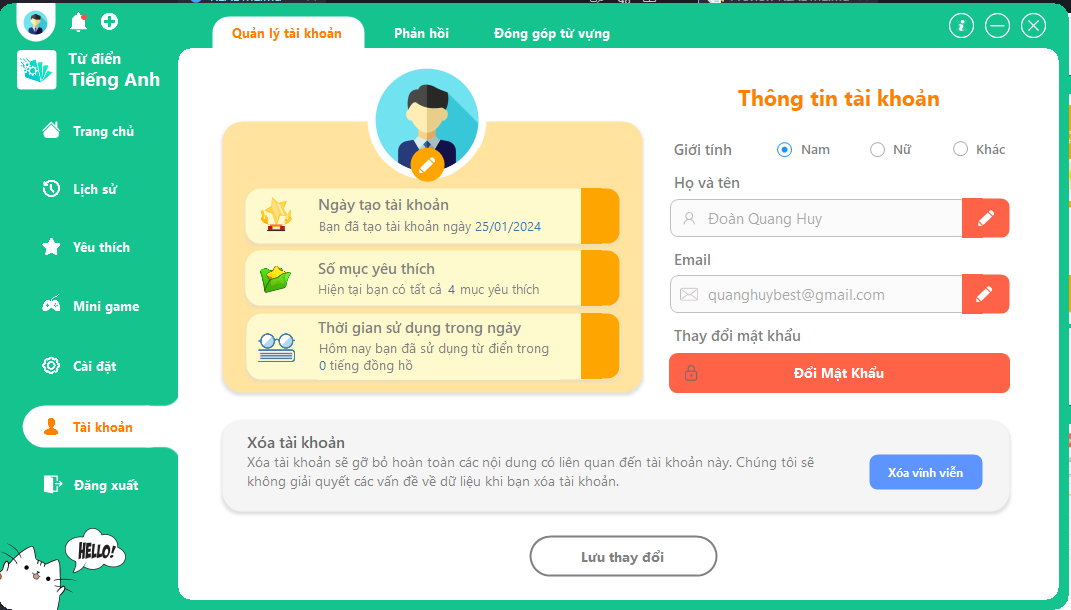 Quản lý tài khoản
Phản hồi
Đóng góp từ vựng
Từ điển
Tiếng Anh
Trang chủ
Lịch sử
Yêu thích
Mini game
Cài đặt
Tài khoản
Đăng xuất
HELLO!
Ngày tạo tài khoản
Bạn đã tạo tài khoản ngày 25/01/2024
Số mục yêu thích
Hiện tại bạn có tất cả 4 mục yêu thích
Thời gian sử dụng trong ngày
Hôm nay bạn đã sử dụng từ điển trong
0 tiếng đồng hồ
Thông tin tài khoản
Giới tính
Nam
Nữ
Khác
Họ và tên
Đoàn Quang Huy
Email
quanghuybest@gmail.com
Thay đổi mật khẩu
Đổi Mật Khẩu
Xóa tài khoản
Xóa tài khoản sẽ gỡ bỏ hoàn toàn các nội dung có liên quan đến tài khoản này. Chúng tôi sẽ
không giải quyết các vấn đề về dữ liệu khi bạn xóa tài khoản.
Xóa vĩnh viễn
Lưu thay đổi